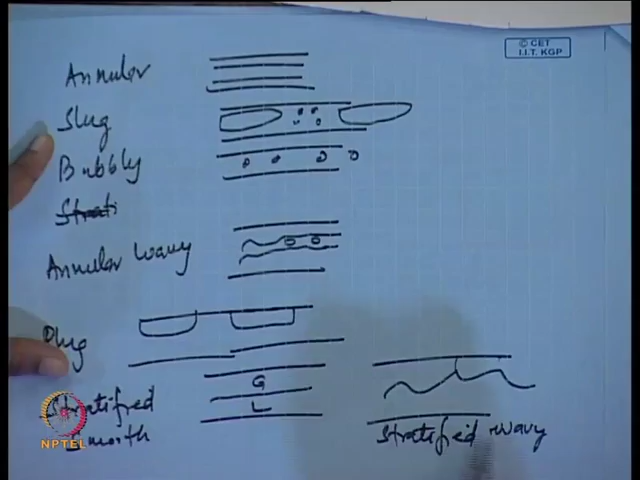 © CET
I.I.T. KGP
Annular
Slug
Bubbly
Strati
Annular wavy
Plug
G
L
Stratified
Smooth
Stratified wavy
NPTEL